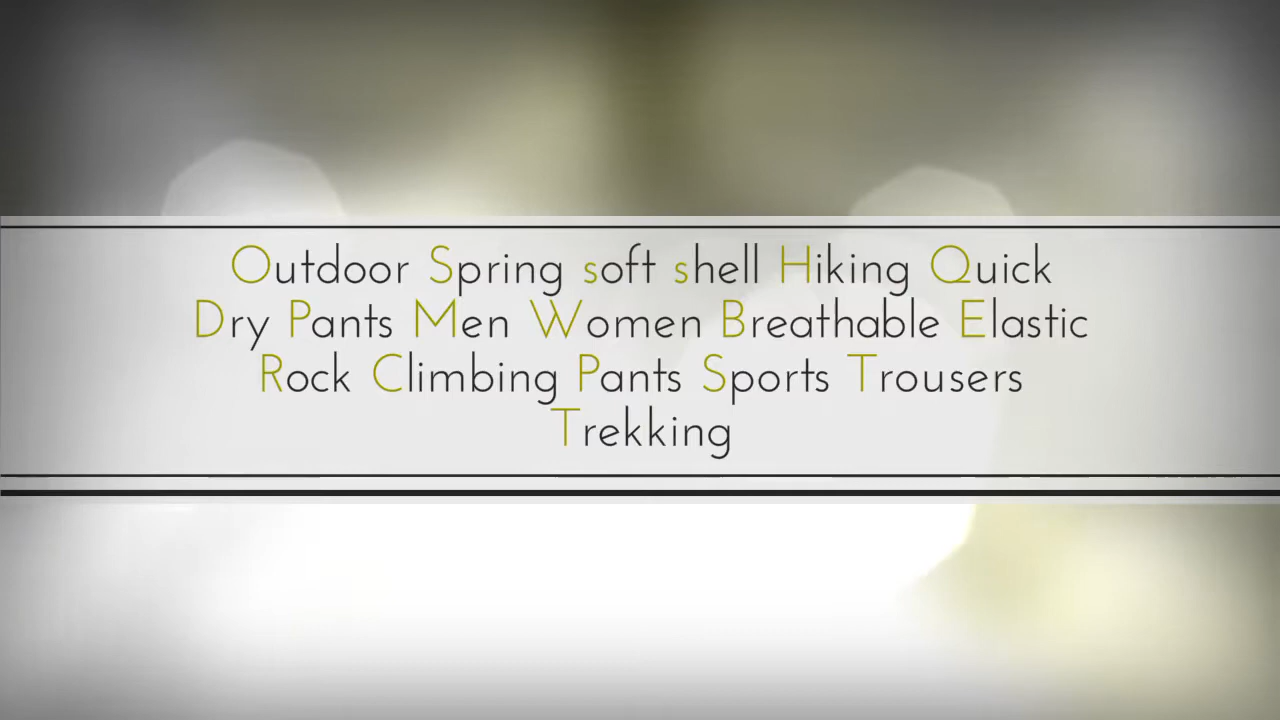 Outdoor Spring soft shell Hiking Quick
Dry Pants Men Women Breathable Elastic
Rock Climbing Pants Sports Trousers
Trekking